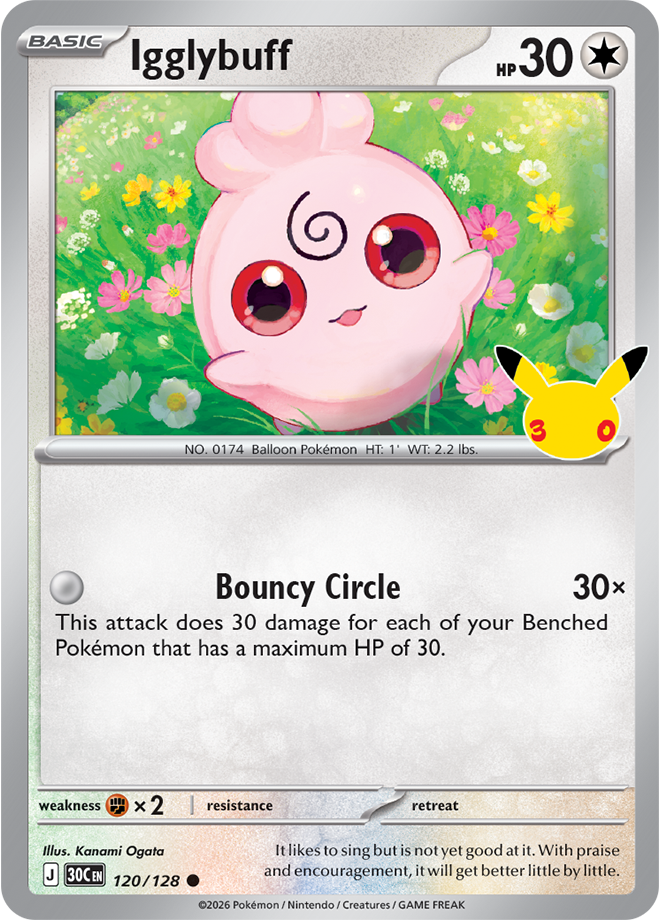 BASIC
Igglybuff
HP 30
30
NO. 0174 Balloon Pokémon HT: 1' WT: 2.2 lbs.
Bouncy Circle 30×
This attack does 30 damage for each of your Benched
Pokémon that has a maximum HP of 30.
weakness ×2 resistance retreat
Illus. Kanami Ogata
It likes to sing but is not yet good at it. With praise
and encouragement, it will get better little by little.
J 30C EN 120/128
©2026 Pokémon / Nintendo / Creatures / GAME FREAK